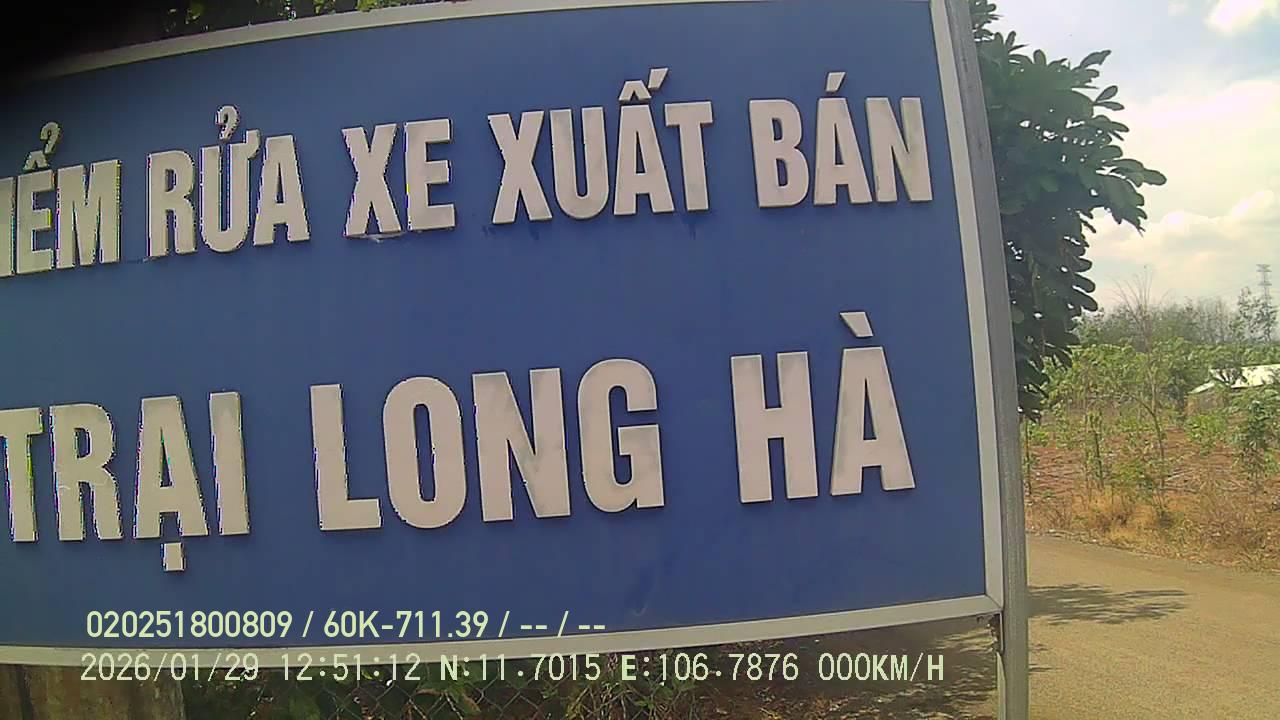 IỂM RỬA XE XUẤT BÁN
TRẠI LONG HÀ
020251800809 / 60K-711.39 / -- / --
2026/01/29 12:51:12 N:11.7015 E:106.7876 000KM/H